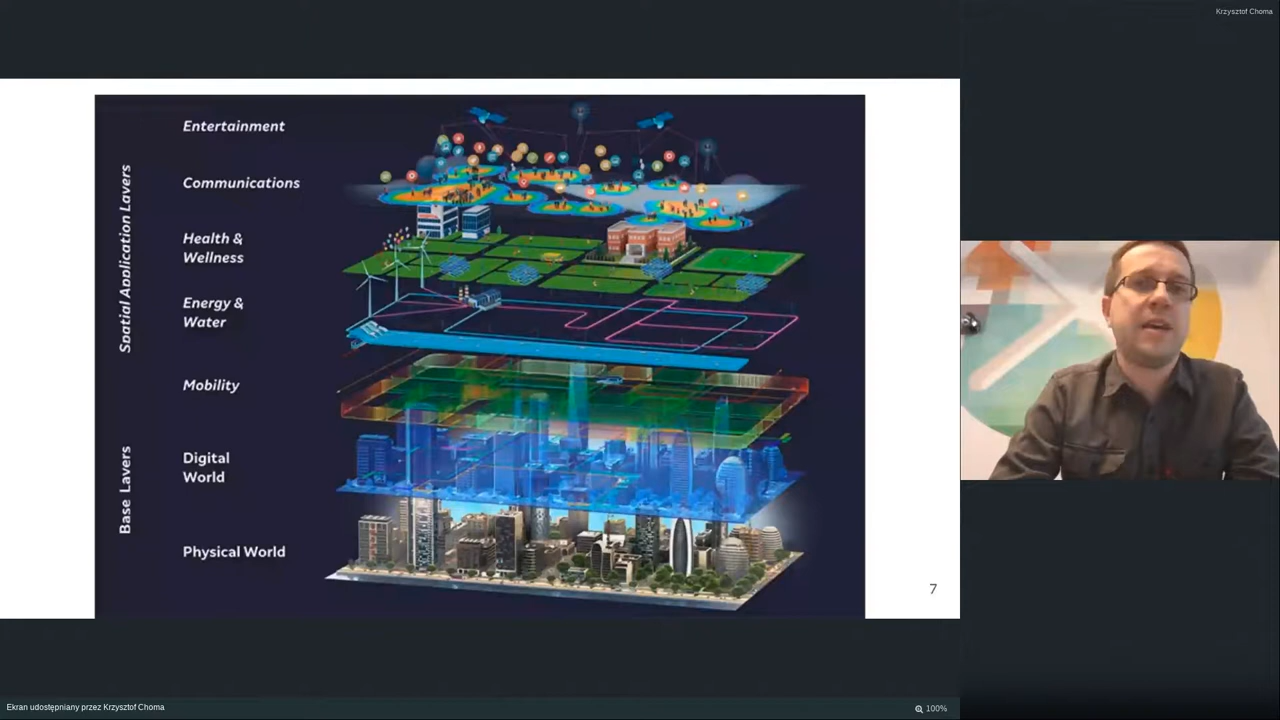 Krzysztof Choma
Entertainment
Communications
Health &
Wellness
Energy &
Water
Mobility
Digital
World
Physical World
Spatial Application Layers
Base Layers
7
Ekran udostępniany przez Krzysztof Choma
100%